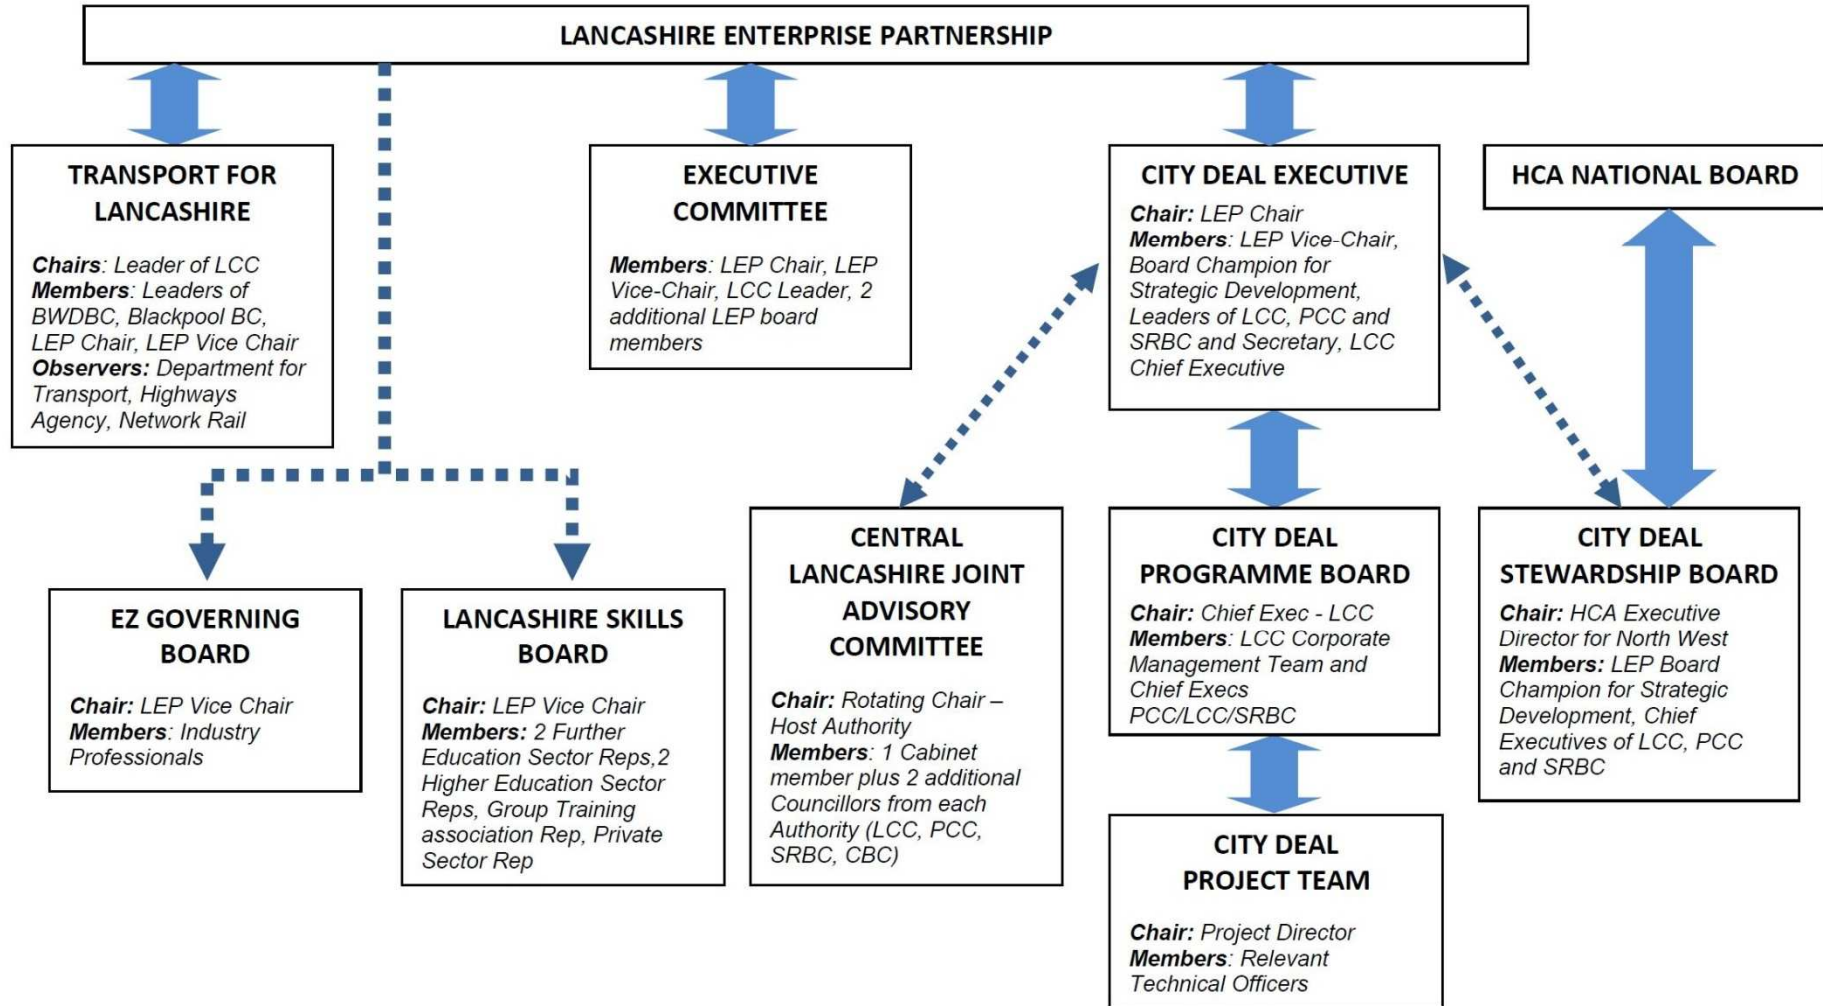 LANCASHIRE ENTERPRISE PARTNERSHIP
TRANSPORT FOR
LANCASHIRE
Chairs: Leader of LCC
Members: Leaders of
BWDBC, Blackpool BC,
LEP Chair, LEP Vice Chair
Observers: Department for
Transport, Highways
Agency, Network Rail
EXECUTIVE
COMMITTEE
Members: LEP Chair, LEP
Vice-Chair, LCC Leader, 2
additional LEP board
members
CITY DEAL EXECUTIVE
Chair: LEP Chair
Members: LEP Vice-Chair,
Board Champion for
Strategic Development,
Leaders of LCC, PCC and
SRBC and Secretary, LCC
Chief Executive
HCA NATIONAL BOARD
EZ GOVERNING
BOARD
Chair: LEP Vice Chair
Members: Industry
Professionals
LANCASHIRE SKILLS
BOARD
Chair: LEP Vice Chair
Members: 2 Further
Education Sector Reps,2
Higher Education Sector
Reps, Group Training
association Rep, Private
Sector Rep
CENTRAL
LANCASHIRE JOINT
ADVISORY
COMMITTEE
Chair: Rotating Chair –
Host Authority
Members: 1 Cabinet
member plus 2 additional
Councillors from each
Authority (LCC, PCC,
SRBC, CBC)
CITY DEAL
PROGRAMME BOARD
Chair: Chief Exec - LCC
Members: LCC Corporate
Management Team and
Chief Execs
PCC/LCC/SRBC
CITY DEAL
STEWARDSHIP BOARD
Chair: HCA Executive
Director for North West
Members: LEP Board
Champion for Strategic
Development, Chief
Executives of LCC, PCC
and SRBC
CITY DEAL
PROJECT TEAM
Chair: Project Director
Members: Relevant
Technical Officers